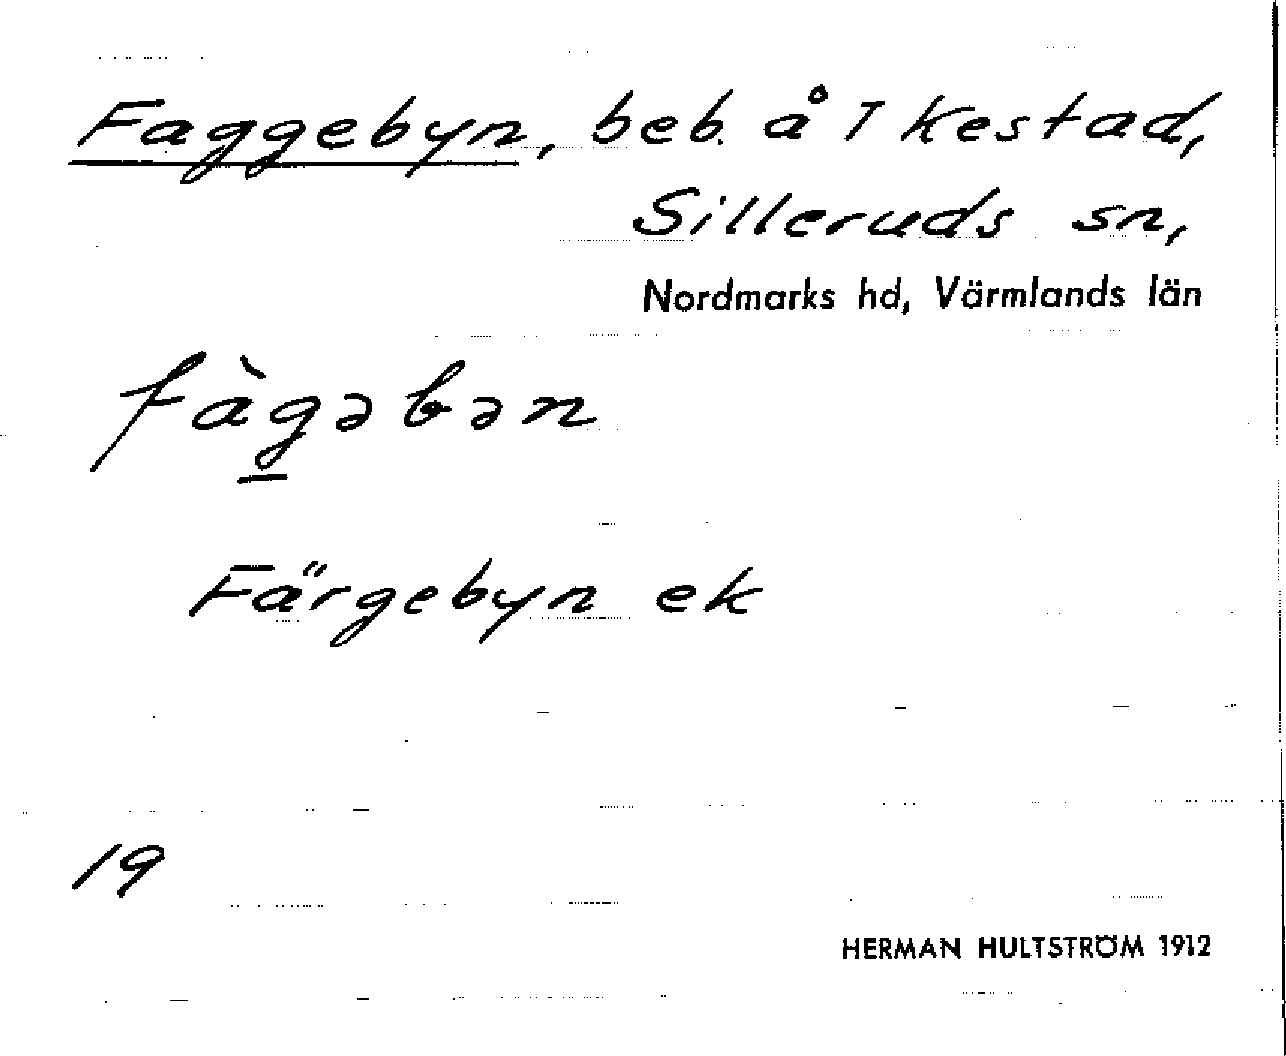 Faggebyn, beb. å 1 Kestad,
Silleruds sn,
Nordmarks hd, Värmlands län
fàgəbən
Färgebyn ek
19
HERMAN HULTSTRÖM 1912